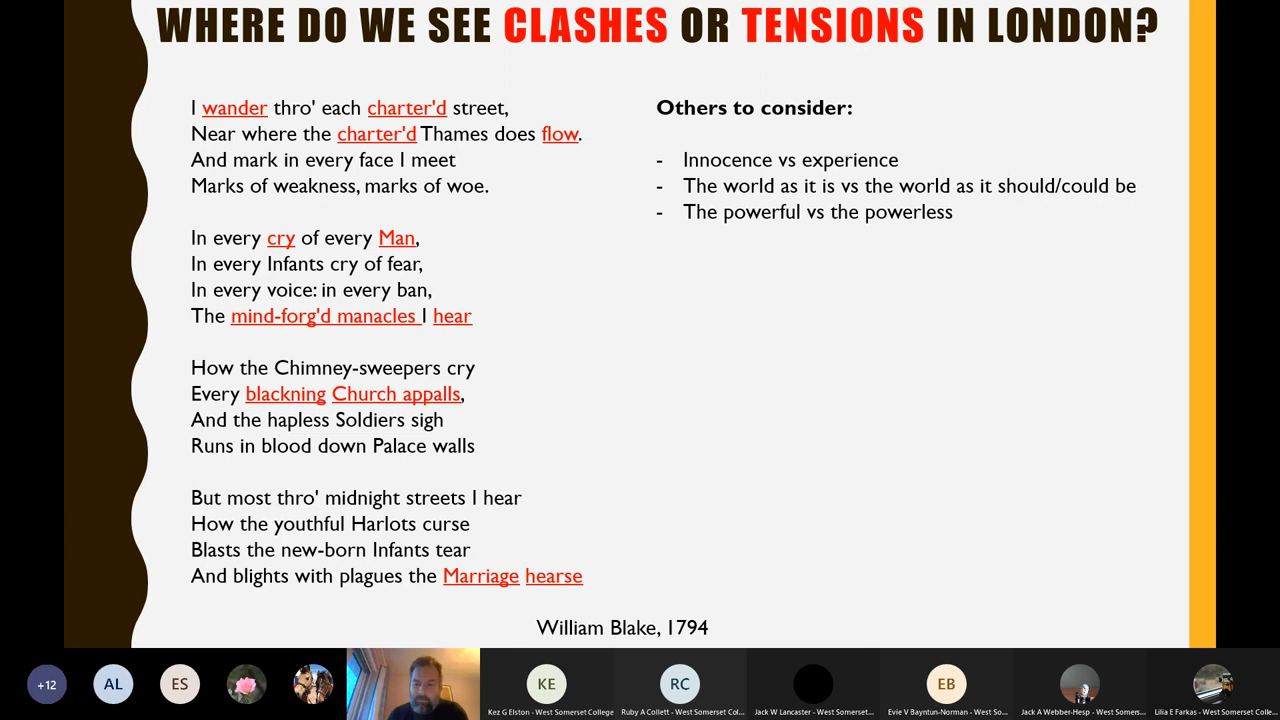 WHERE DO WE SEE CLASHES OR TENSIONS IN LONDON?
I wander thro' each charter'd street,
Near where the charter'd Thames does flow.
And mark in every face I meet
Marks of weakness, marks of woe.
In every cry of every Man,
In every Infants cry of fear,
In every voice: in every ban,
The mind-forg'd manacles I hear
How the Chimney-sweepers cry
Every blackning Church appalls,
And the hapless Soldiers sigh
Runs in blood down Palace walls
But most thro' midnight streets I hear
How the youthful Harlots curse
Blasts the new-born Infants tear
And blights with plagues the Marriage hearse
William Blake, 1794
Others to consider:
- Innocence vs experience
- The world as it is vs the world as it should/could be
- The powerful vs the powerless
+12
AL
ES
KE
RC
EB
Kez G Elston - West Somerset College
Ruby A Collett - West Somerset Col...
Jack W Lancaster - West Somerset...
Evie V Bayntun-Norman - West So...
Jack A Webber-Hesp - West Somers...
Lilia E Farkas - West Somerset Colle...